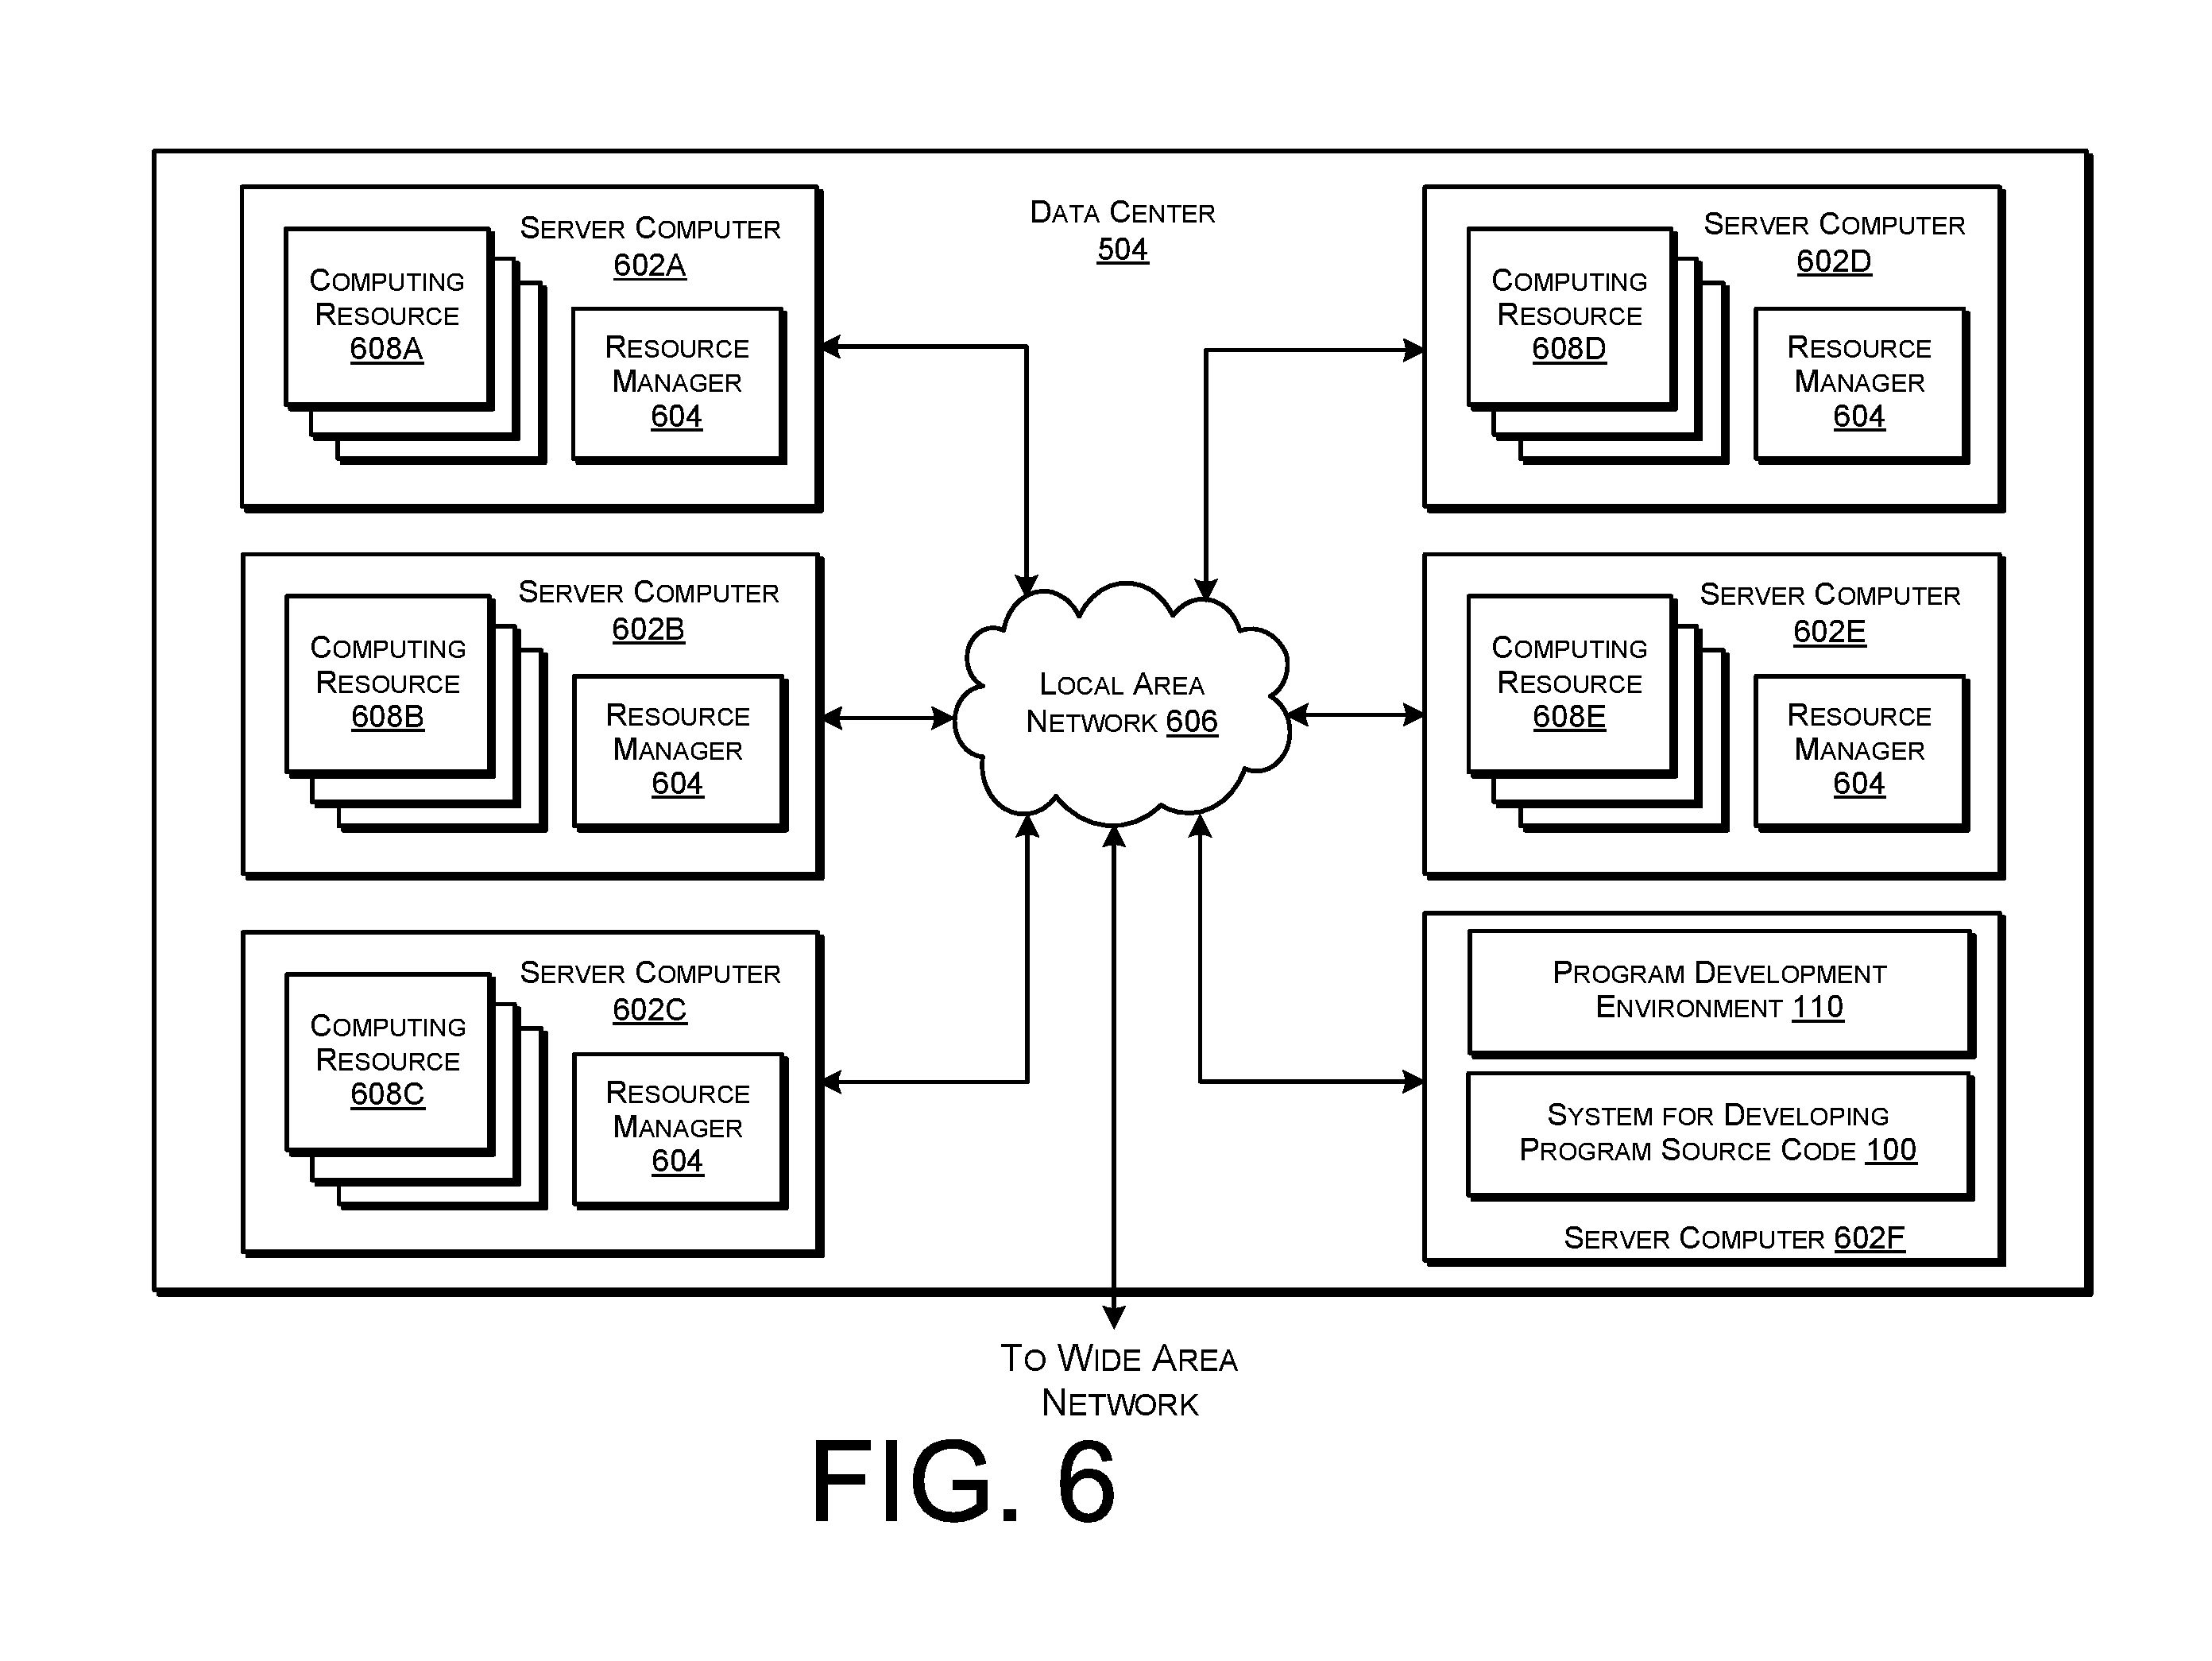 DATA CENTER
504
SERVER COMPUTER
602A
COMPUTING
RESOURCE
608A
RESOURCE
MANAGER
604
SERVER COMPUTER
602B
COMPUTING
RESOURCE
608B
RESOURCE
MANAGER
604
SERVER COMPUTER
602C
COMPUTING
RESOURCE
608C
RESOURCE
MANAGER
604
LOCAL AREA
NETWORK 606
SERVER COMPUTER
602D
COMPUTING
RESOURCE
608D
RESOURCE
MANAGER
604
SERVER COMPUTER
602E
COMPUTING
RESOURCE
608E
RESOURCE
MANAGER
604
PROGRAM DEVELOPMENT
ENVIRONMENT 110
SYSTEM FOR DEVELOPING
PROGRAM SOURCE CODE 100
SERVER COMPUTER 602F
TO WIDE AREA
NETWORK
FIG. 6